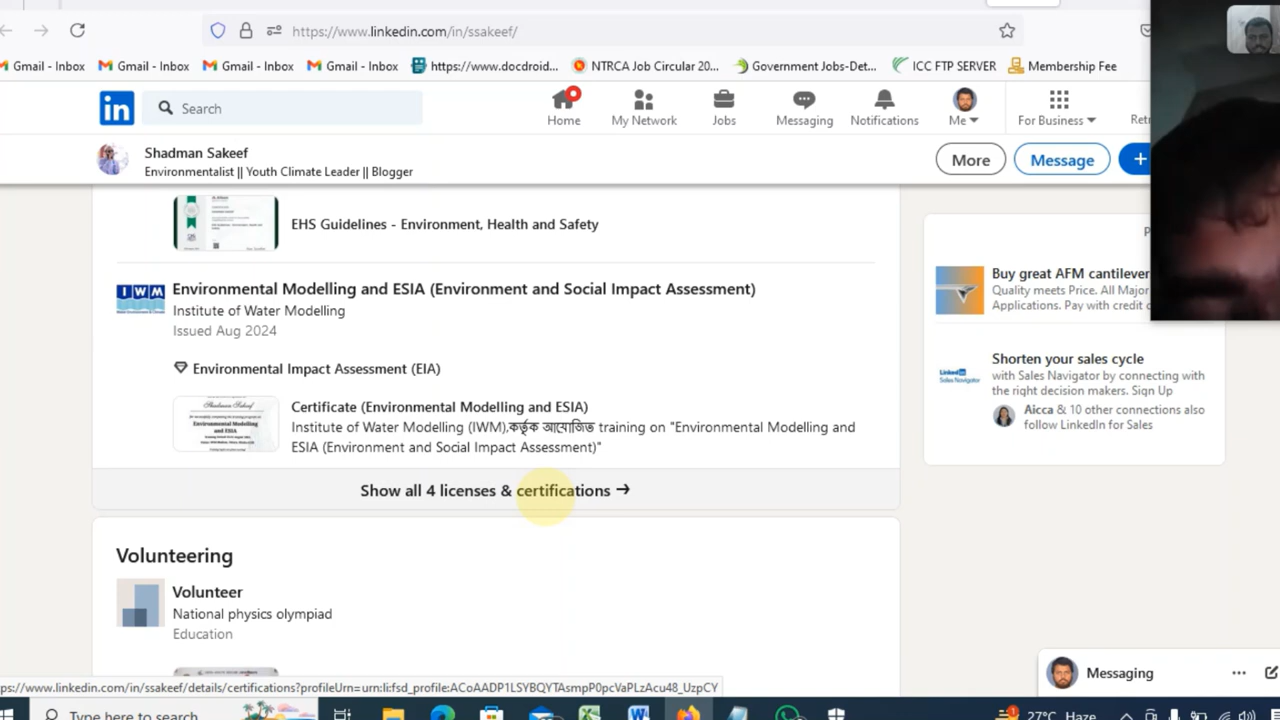 https://www.linkedin.com/in/ssakeef/
Gmail - Inbox
Gmail - Inbox
Gmail - Inbox
Gmail - Inbox
https://www.docdroid...
NTRCA Job Circular 20...
Government Jobs-Det...
ICC FTP SERVER
Membership Fee
in
Search
Home
My Network
Jobs
Messaging
Notifications
Me
For Business
Shadman Sakeef
Environmentalist || Youth Climate Leader || Blogger
More
Message
EHS Guidelines - Environment, Health and Safety
IWM
Environmental Modelling and ESIA (Environment and Social Impact Assessment)
Institute of Water Modelling
Issued Aug 2024
Environmental Impact Assessment (EIA)
Certificate (Environmental Modelling and ESIA)
Institute of Water Modelling (IWM),কর্তৃক আয়োজিত training on "Environmental Modelling and
ESIA (Environment and Social Impact Assessment)"
Show all 4 licenses & certifications →
Volunteering
Volunteer
National physics olympiad
Education
Buy great AFM cantilever
Quality meets Price. All Major
Applications. Pay with credit
Shorten your sales cycle
with Sales Navigator by connecting with
the right decision makers. Sign Up
Aicca & 10 other connections also
follow LinkedIn for Sales
Messaging
ps://www.linkedin.com/in/ssakeef/details/certifications?profileUrn=urn:li:fsd_profile:ACoAADP1LSYBQYTAsmpP0pcVaPLzAcu48_UzpCY
Type here to search
27°C Haze